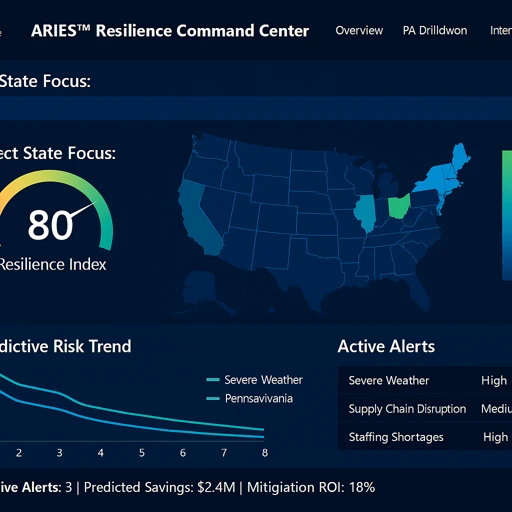 ARIES™ Resilience Command Center Overview PA Drilldwon Inter
State Focus:
ect State Focus:
80
Resilience Index
dictive Risk Trend
Severe Weather
Pennsavivania
2 3 4 5 6 7 8
Active Alerts
Severe Weather High
Supply Chain Disruption Mediu
Staffing Shortages High
ive Alerts: 3 | Predicted Savings: $2.4M | Mitigiation ROI: 18%